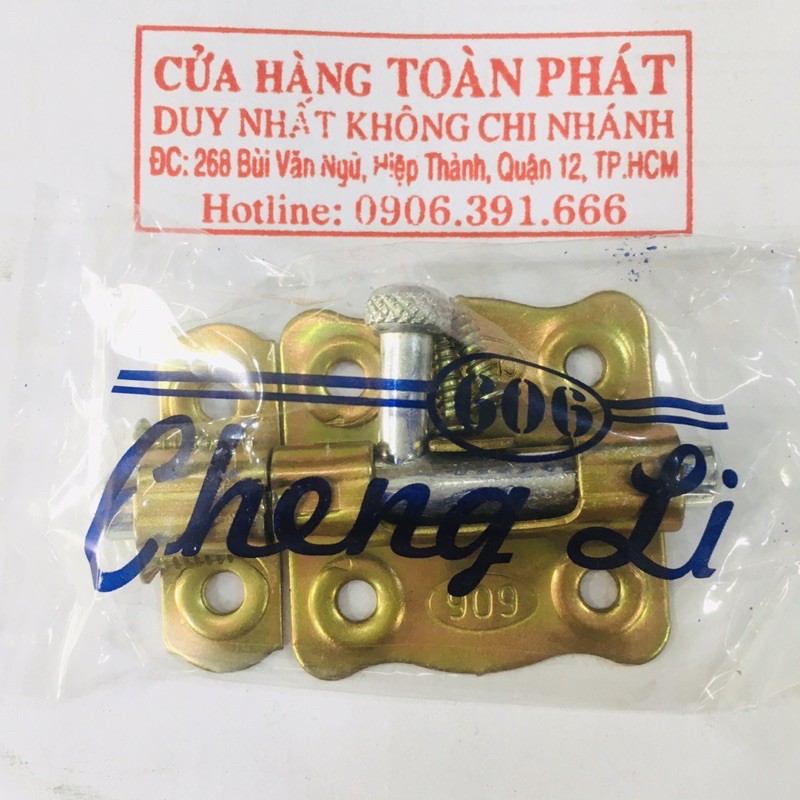 CỬA HÀNG TOÀN PHÁT
DUY NHẤT KHÔNG CHI NHÁNH
ĐC: 268 Bùi Văn Ngữ, Hiệp Thành, Quận 12, TP.HCM
Hotline: 0906.391.666
606
Cheng Li
909